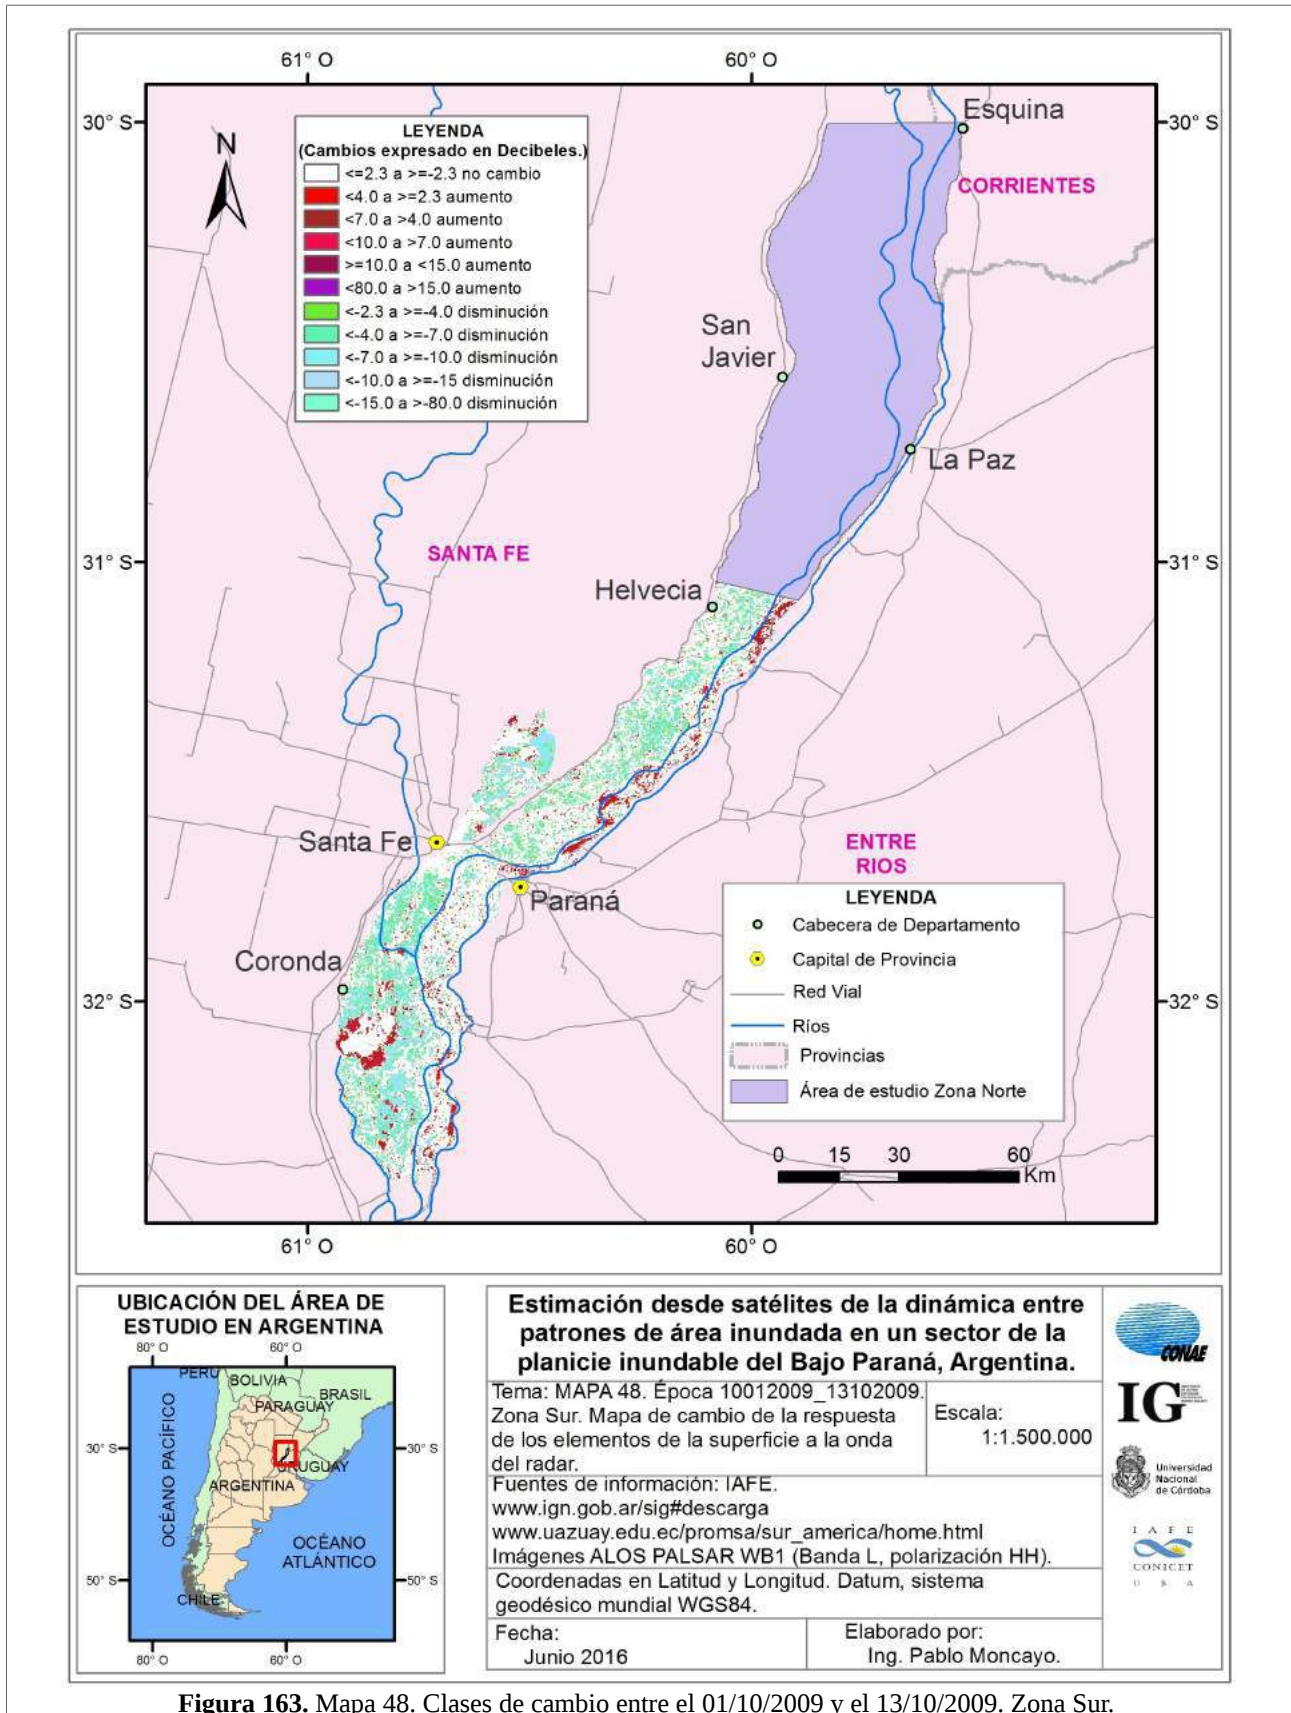 61° O
60° O
30° S
30° S
N
LEYENDA
(Cambios expresado en Decibeles.)
<=2.3 a >=-2.3 no cambio
<4.0 a >=2.3 aumento
<7.0 a >4.0 aumento
<10.0 a >7.0 aumento
>=10.0 a <15.0 aumento
<80.0 a >15.0 aumento
<-2.3 a >=-4.0 disminución
<-4.0 a >=-7.0 disminución
<-7.0 a >=-10.0 disminución
<-10.0 a >=-15 disminución
<-15.0 a >-80.0 disminución
Esquina
CORRIENTES
San
Javier
La Paz
SANTA FE
31° S
31° S
Helvecia
Santa Fe
Paraná
ENTRE
RIOS
Coronda
32° S
32° S
LEYENDA
Cabecera de Departamento
Capital de Provincia
Red Vial
Ríos
Provincias
Área de estudio Zona Norte
0 15 30 60
Km
61° O
60° O
UBICACIÓN DEL ÁREA DE
ESTUDIO EN ARGENTINA
80° O
60° O
PERÚ
BOLIVIA
BRASIL
PARAGUAY
30° S
30° S
URUGUAY
ARGENTINA
OCÉANO PACÍFICO
OCÉANO
ATLÁNTICO
50° S
50° S
CHILE
80° O
60° O
Estimación desde satélites de la dinámica entre
patrones de área inundada en un sector de la
planicie inundable del Bajo Paraná, Argentina.
Tema: MAPA 48. Época 10012009_13102009.
Zona Sur. Mapa de cambio de la respuesta
de los elementos de la superficie a la onda
del radar.
Escala:
1:1.500.000
Fuentes de información: IAFE.
www.ign.gob.ar/sig#descarga
www.uazuay.edu.ec/promsa/sur_america/home.html
Imágenes ALOS PALSAR WB1 (Banda L, polarización HH).
Coordenadas en Latitud y Longitud. Datum, sistema
geodésico mundial WGS84.
Fecha:
Junio 2016
Elaborado por:
Ing. Pablo Moncayo.
CONAE
IG
Universidad
Nacional
de Córdoba
I A F E
CONICET
U B A
Figura 163. Mapa 48. Clases de cambio entre el 01/10/2009 y el 13/10/2009. Zona Sur.